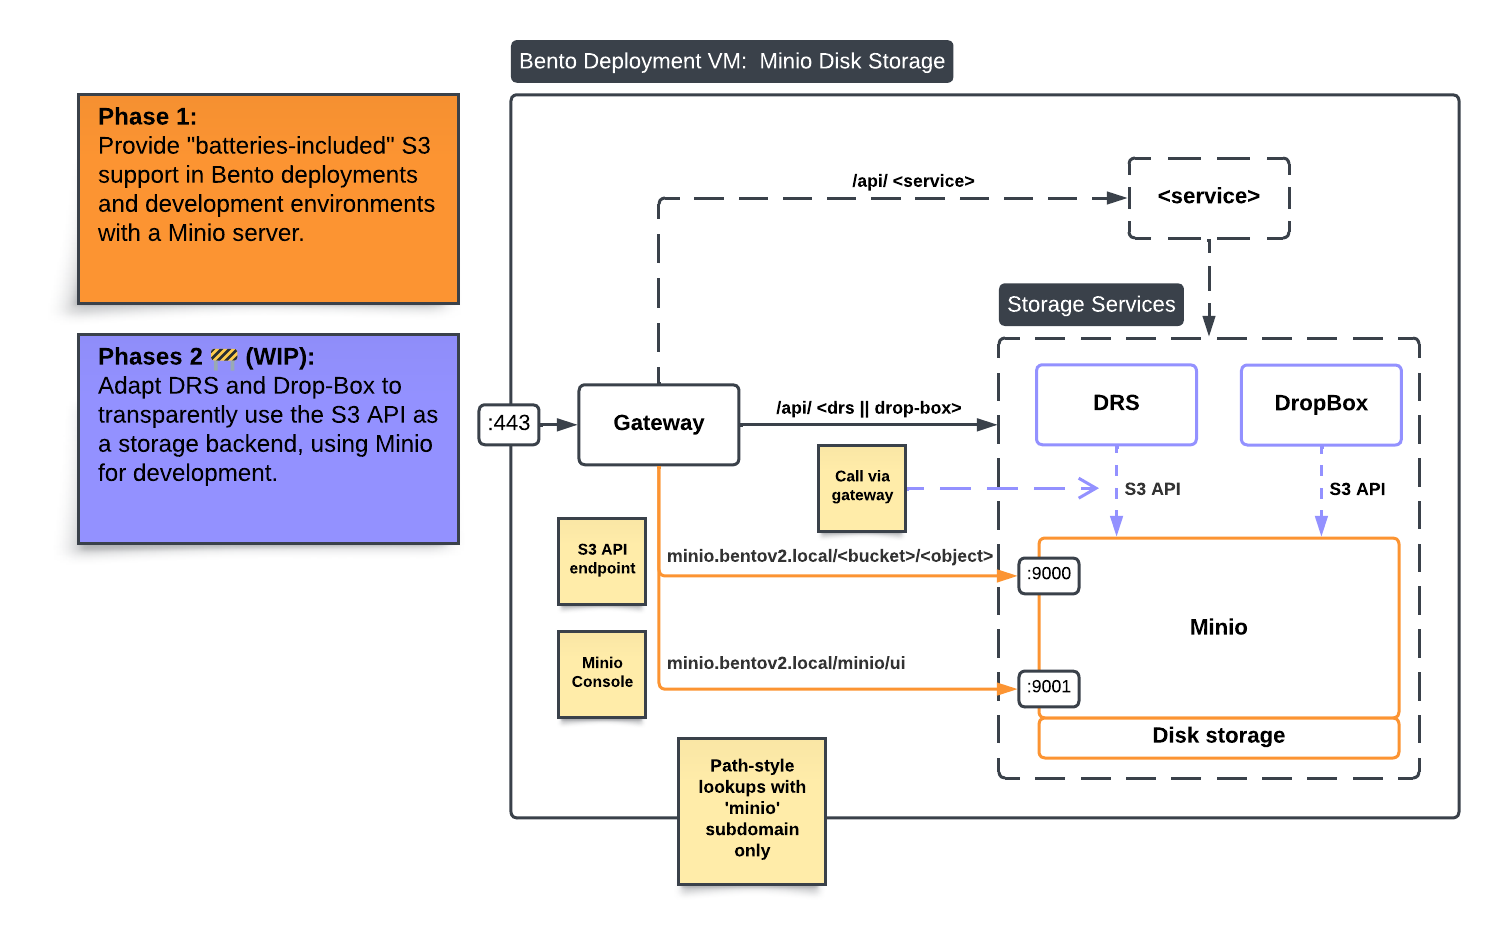 Bento Deployment VM:  Minio Disk Storage
Phase 1:
Provide "batteries-included" S3
support in Bento deployments
and development environments
with a Minio server.
Phases 2 🚧 (WIP):
Adapt DRS and Drop-Box to
transparently use the S3 API as
a storage backend, using Minio
for development.
/api/ <service>
<service>
Storage Services
:443
Gateway
/api/ <drs || drop-box>
DRS
DropBox
Call via
gateway
S3 API
S3 API
S3 API
endpoint
minio.bentov2.local/<bucket>/<object>
:9000
Minio
Minio
Console
minio.bentov2.local/minio/ui
:9001
Disk storage
Path-style
lookups with
'minio'
subdomain
only